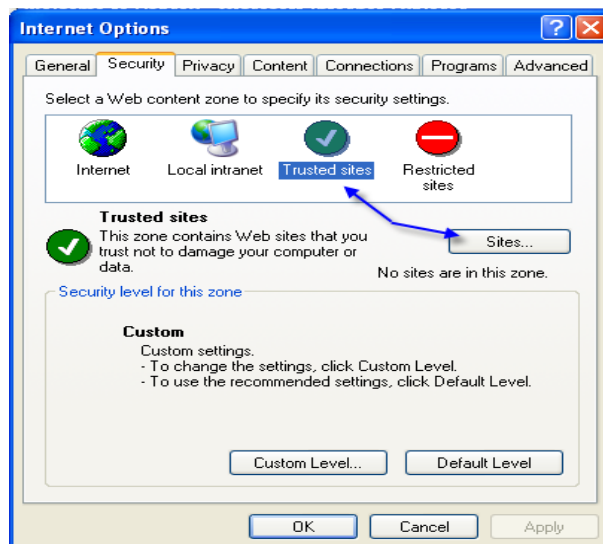 Internet Options
General Security Privacy Content Connections Programs Advanced
Select a Web content zone to specify its security settings.
Internet Local intranet Trusted sites Restricted
sites
Trusted sites
This zone contains Web sites that you
trust not to damage your computer or
data.
Sites...
No sites are in this zone.
Security level for this zone
Custom
Custom settings.
- To change the settings, click Custom Level.
- To use the recommended settings, click Default Level.
Custom Level... Default Level
OK Cancel Apply